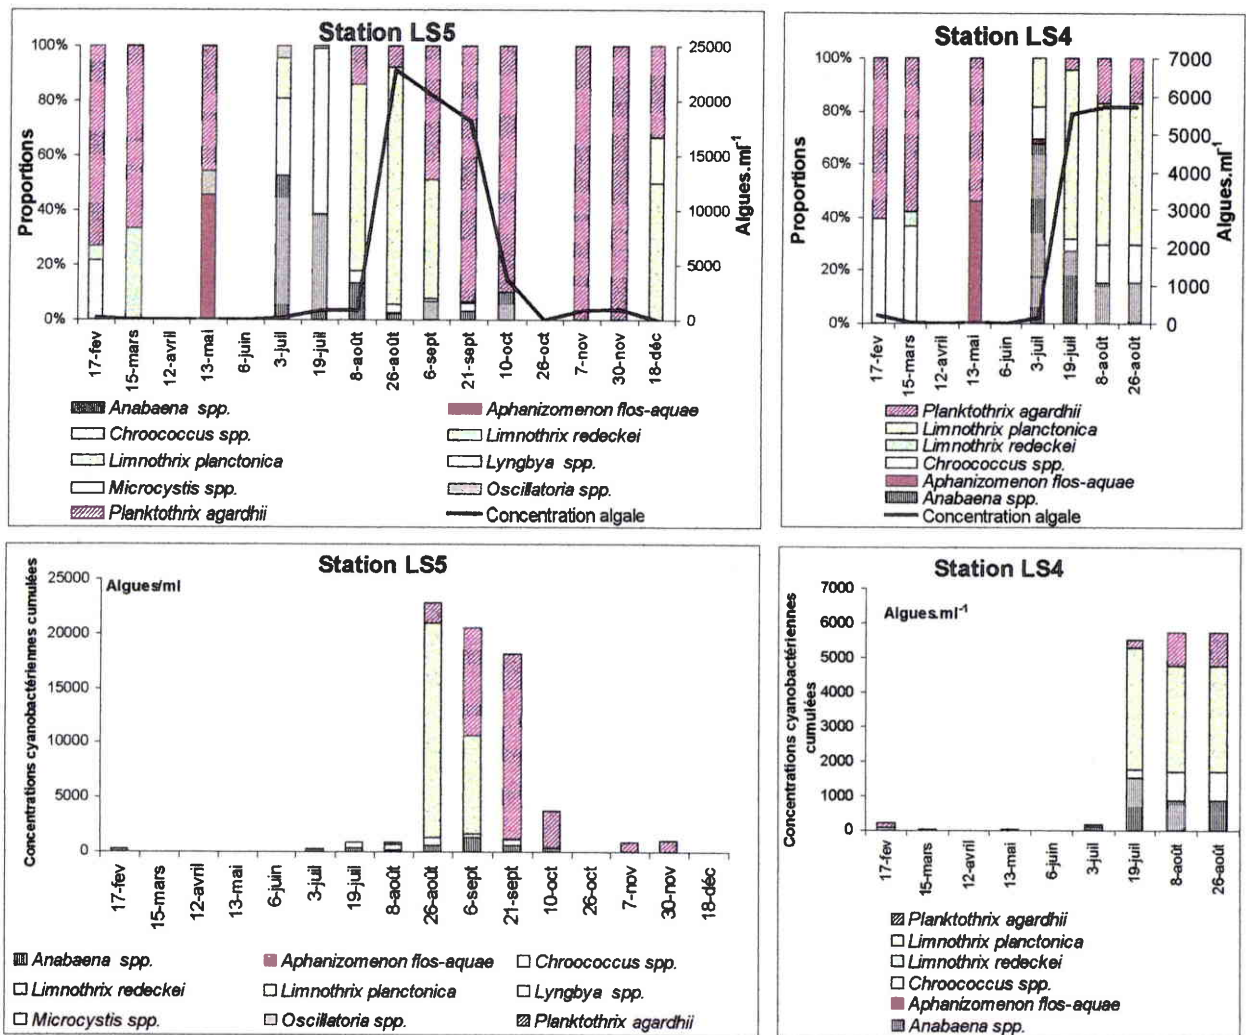 Station LS5
100%
80%
60%
40%
20%
0%
Proportions
25000
20000
15000
10000
5000
0
Algues.ml⁻¹
17-fev
15-mars
12-avril
13-mai
6-juin
3-juil
19-juil
8-août
26-août
6-sept
21-sept
10-oct
26-oct
7-nov
30-nov
18-déc
Anabaena spp.
Aphanizomenon flos-aquae
Chroococcus spp.
Limnothrix redeckei
Limnothrix planctonica
Lyngbya spp.
Microcystis spp.
Oscillatoria spp.
Planktothrix agardhii
Concentration algale
Station LS4
100%
80%
60%
40%
20%
0%
Proportions
7000
6000
5000
4000
3000
2000
1000
0
Algues.ml⁻¹
17-fev
15-mars
12-avril
13-mai
6-juin
3-juil
19-juil
8-août
26-août
Planktothrix agardhii
Limnothrix planctonica
Limnothrix redeckei
Chroococcus spp.
Aphanizomenon flos-aquae
Anabaena spp.
Concentration algale
Station LS5
Algues/ml
Concentrations cyanobactériennes cumulées
25000
20000
15000
10000
5000
0
17-fev
15-mars
12-avril
13-mai
6-juin
3-juil
19-juil
8-août
26-août
6-sept
21-sept
10-oct
26-oct
7-nov
30-nov
18-déc
Anabaena spp.
Aphanizomenon flos-aquae
Chroococcus spp.
Limnothrix redeckei
Limnothrix planctonica
Lyngbya spp.
Microcystis spp.
Oscillatoria spp.
Planktothrix agardhii
Station LS4
Algues.ml⁻¹
Concentrations cyanobactériennes
cumulées
7000
6000
5000
4000
3000
2000
1000
0
17-fev
15-mars
12-avril
13-mai
6-juin
3-juil
19-juil
8-août
26-août
Planktothrix agardhii
Limnothrix planctonica
Limnothrix redeckei
Chroococcus spp.
Aphanizomenon flos-aquae
Anabaena spp.